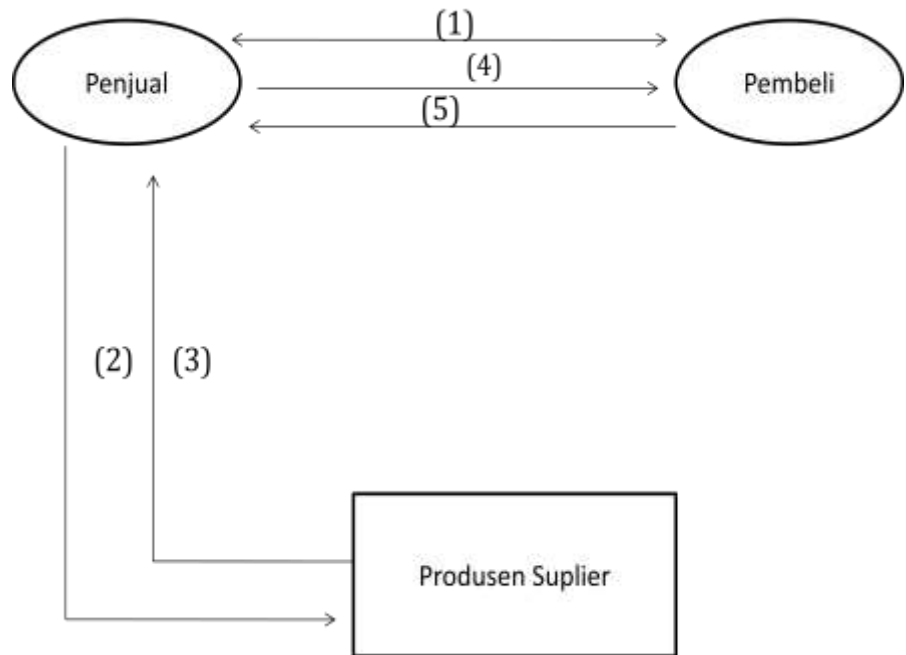 (1)
Penjual
(4)
Pembeli
(5)
(2)
(3)
Produsen Suplier